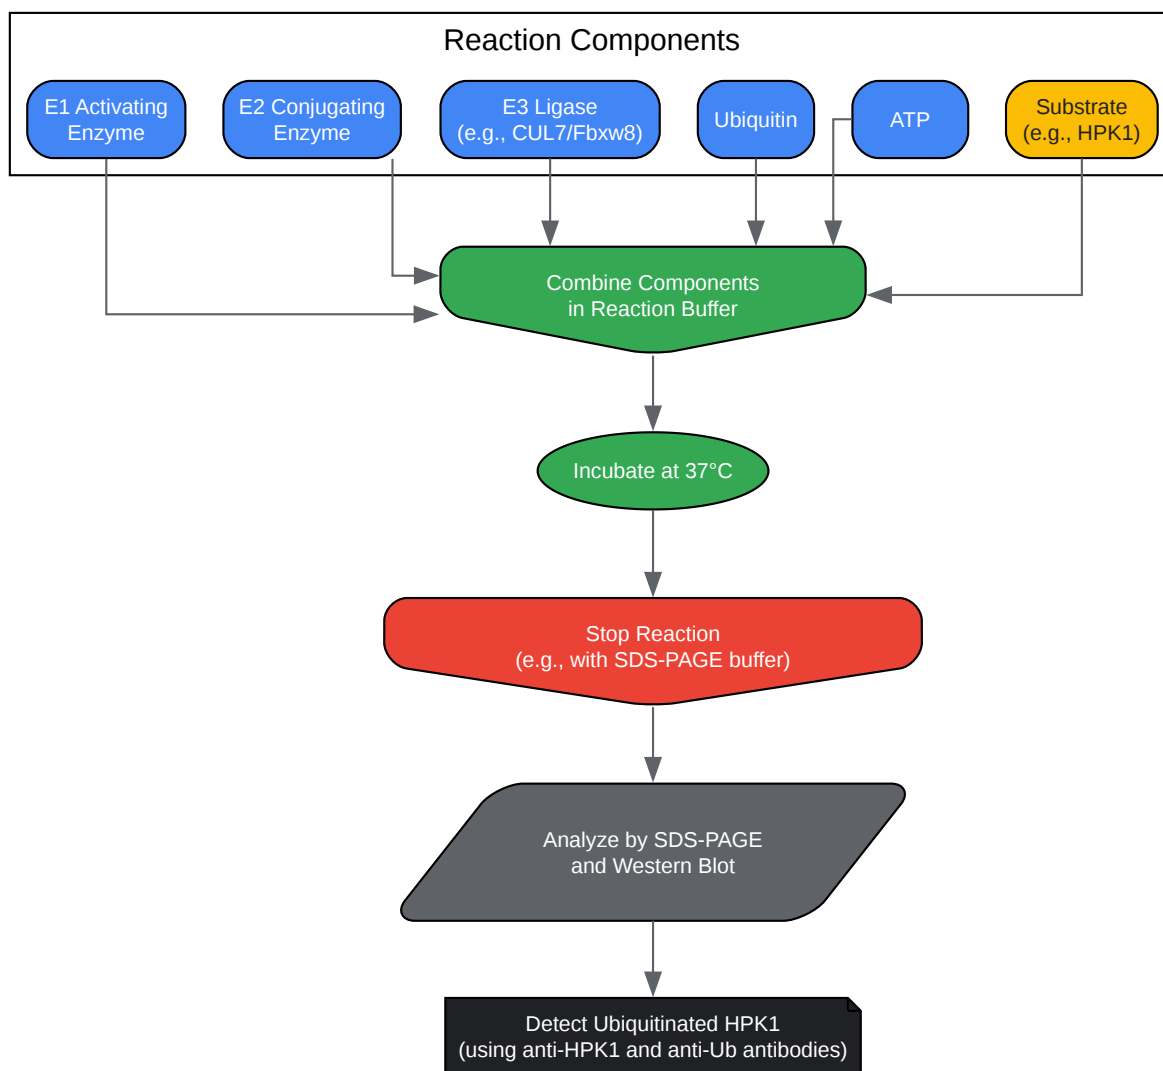 Reaction Components
E1 Activating
Enzyme
E2 Conjugating
Enzyme
E3 Ligase
(e.g., CUL7/Fbxw8)
Ubiquitin
ATP
Substrate
(e.g., HPK1)
Combine Components
in Reaction Buffer
Incubate at 37°C
Stop Reaction
(e.g., with SDS-PAGE buffer)
Analyze by SDS-PAGE
and Western Blot
Detect Ubiquitinated HPK1
(using anti-HPK1 and anti-Ub antibodies)